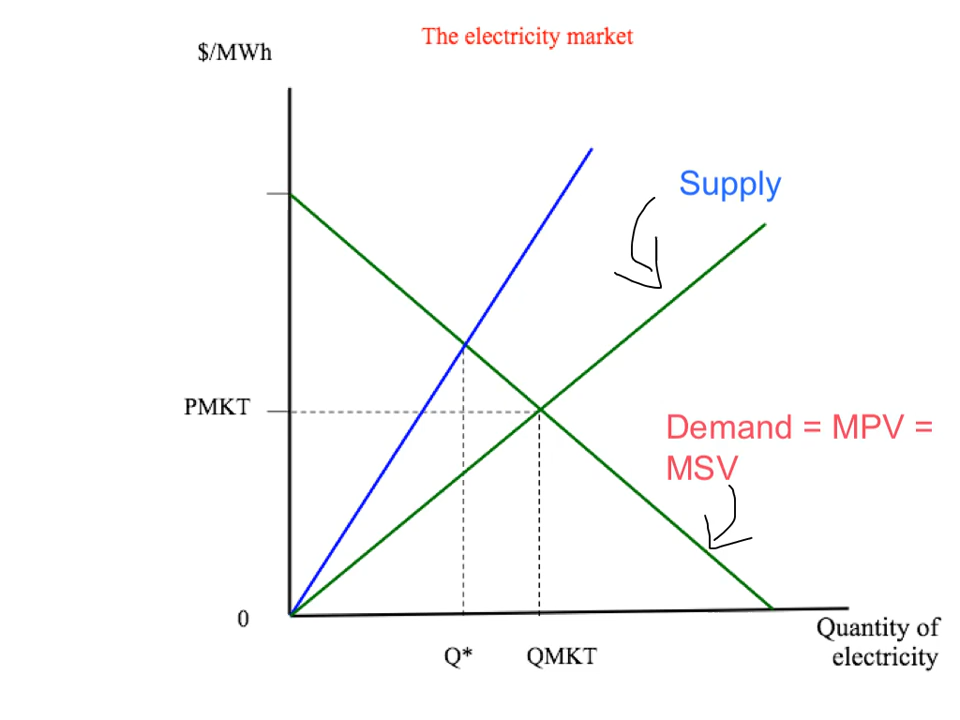 The electricity market
$/MWh
Supply
PMKT
Demand = MPV =
MSV
0
Q*
QMKT
Quantity of
electricity